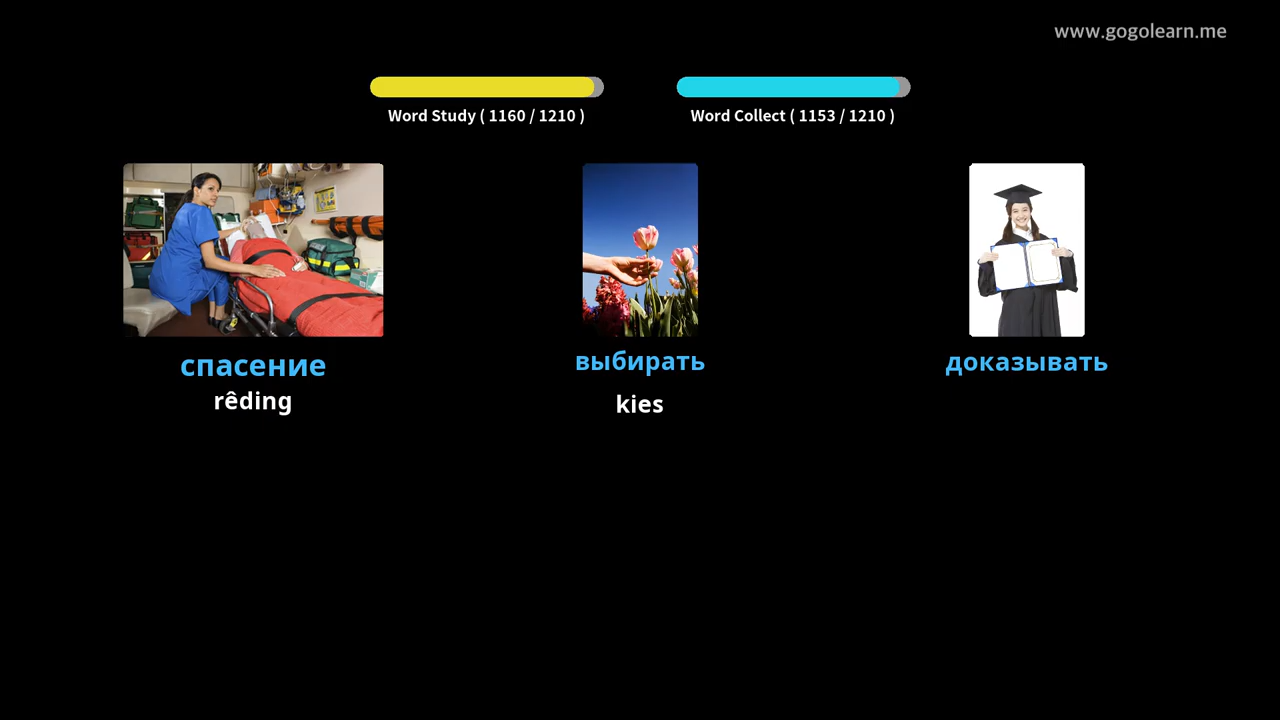 www.gogolearn.me
Word Study ( 1160 / 1210 )
Word Collect ( 1153 / 1210 )
спасение
rêding
выбирать
kies
доказывать